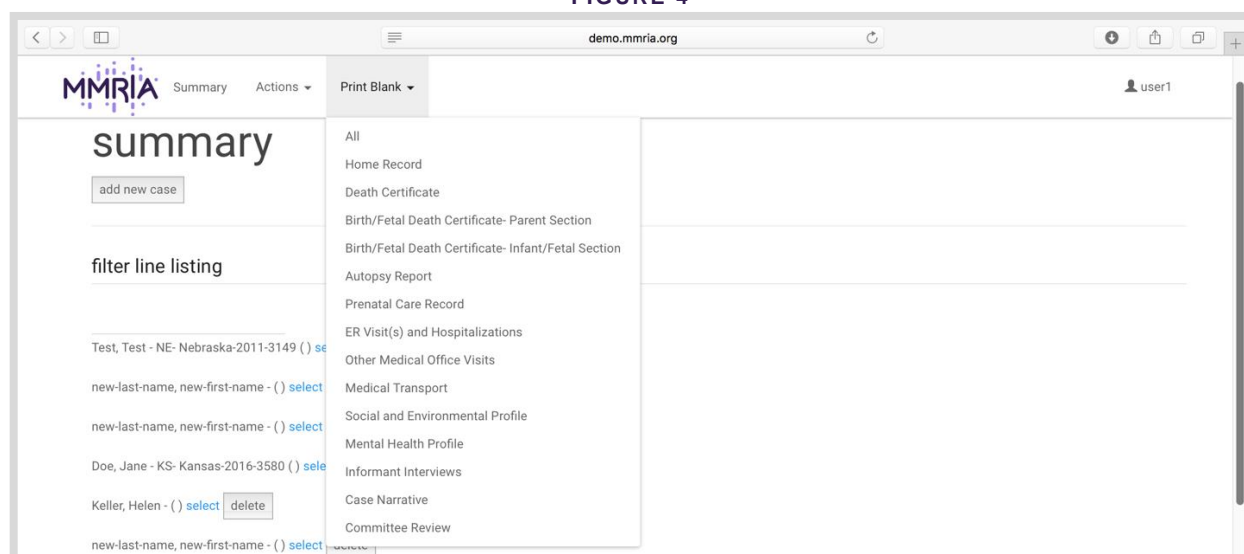 FIGURE 4
demo.mmria.org
MMRIA Summary Actions Print Blank user1
summary
add new case
filter line listing
All
Home Record
Death Certificate
Birth/Fetal Death Certificate- Parent Section
Birth/Fetal Death Certificate- Infant/Fetal Section
Autopsy Report
Prenatal Care Record
ER Visit(s) and Hospitalizations
Other Medical Office Visits
Medical Transport
Social and Environmental Profile
Mental Health Profile
Informant Interviews
Case Narrative
Committee Review
Test, Test - NE- Nebraska-2011-3149 ( ) se
new-last-name, new-first-name - ( ) select
new-last-name, new-first-name - ( ) select
Doe, Jane - KS- Kansas-2016-3580 ( ) sele
Keller, Helen - ( ) select delete
new-last-name, new-first-name - ( ) select delete